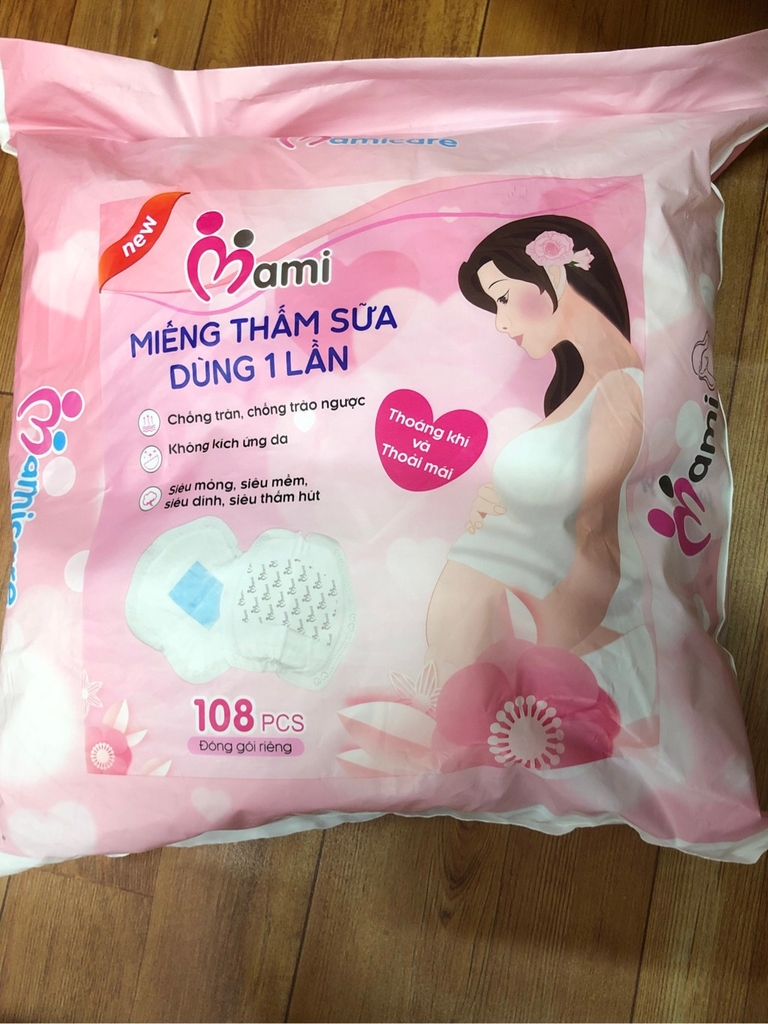 Mamicare
new
Mami
MIẾNG THẤM SỮA
DÙNG 1 LẦN
Chống tràn, chống trào ngược
Không kích ứng da
Siêu mỏng, siêu mềm,
siêu dính, siêu thấm hút
Thoáng khí
và
Thoải mái
108 PCS
Đóng gói riêng
Mamicare
Mami